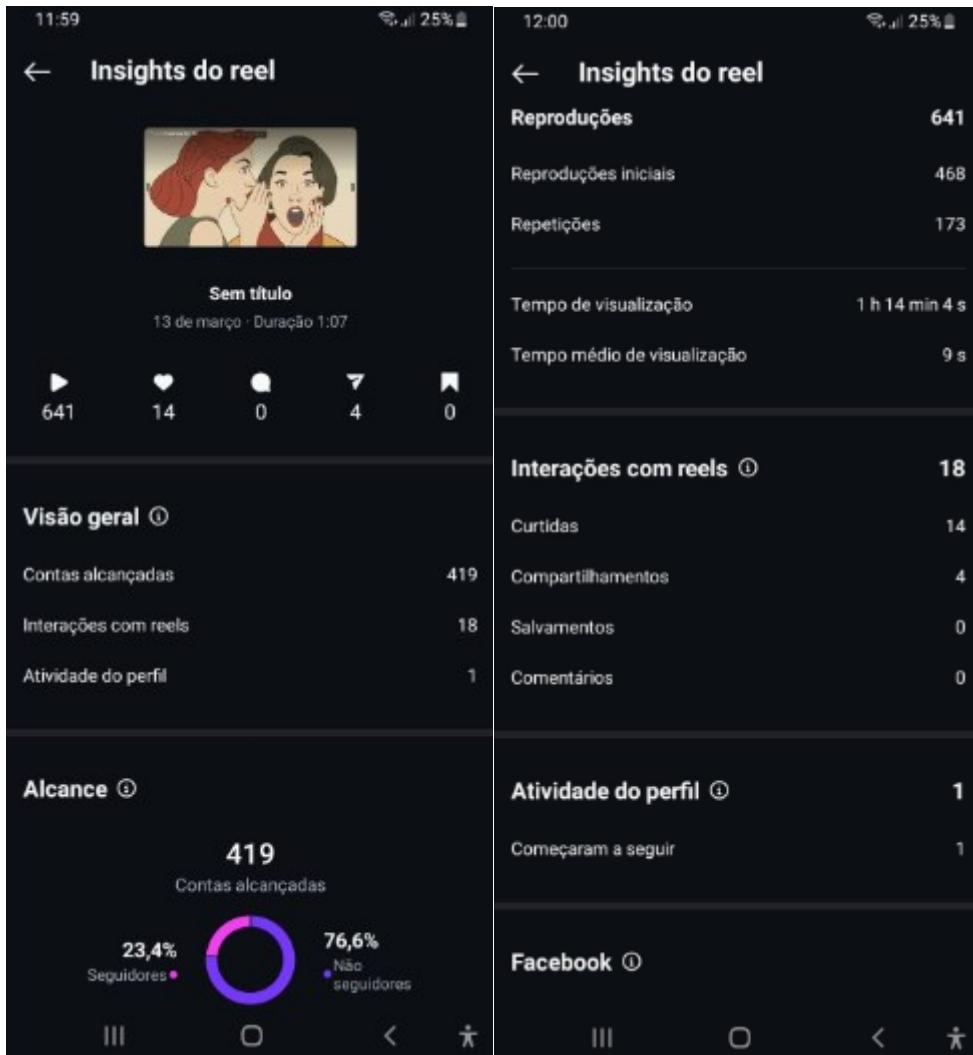 11:59
25%
Insights do reel
Sem título
13 de março · Duração 1:07
641 14 0 4 0
Visão geral
Contas alcançadas 419
Interações com reels 18
Atividade do perfil 1
Alcance
419
Contas alcançadas
23,4%
Seguidores
76,6%
Não
seguidores
12:00
25%
Insights do reel
Reproduções 641
Reproduções iniciais 468
Repetições 173
Tempo de visualização 1 h 14 min 4 s
Tempo médio de visualização 9 s
Interações com reels 18
Curtidas 14
Compartilhamentos 4
Salvamentos 0
Comentários 0
Atividade do perfil 1
Começaram a seguir 1
Facebook